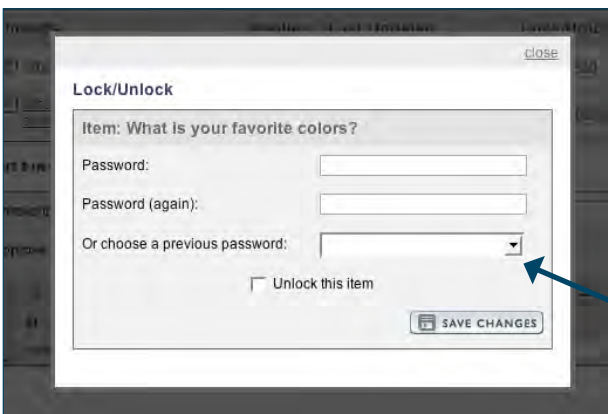 close
Lock/Unlock
Item: What is your favorite colors?
Password:
Password (again):
Or choose a previous password:
Unlock this item
SAVE CHANGES